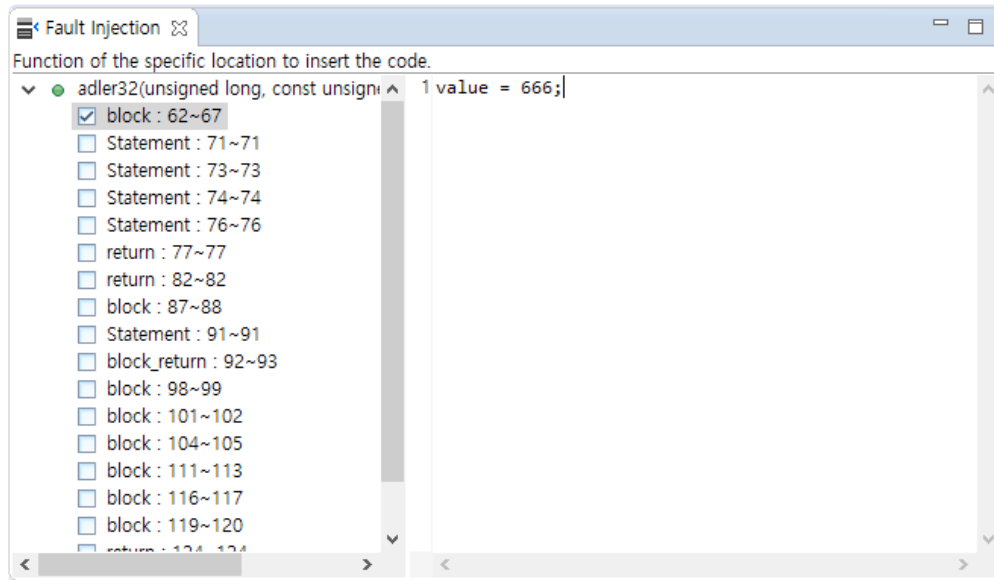 Fault Injection
Function of the specific location to insert the code.
adler32(unsigned long, const unsign
block : 62~67
Statement : 71~71
Statement : 73~73
Statement : 74~74
Statement : 76~76
return : 77~77
return : 82~82
block : 87~88
Statement : 91~91
block_return : 92~93
block : 98~99
block : 101~102
block : 104~105
block : 111~113
block : 116~117
block : 119~120
return : 124~124
1 value = 666;